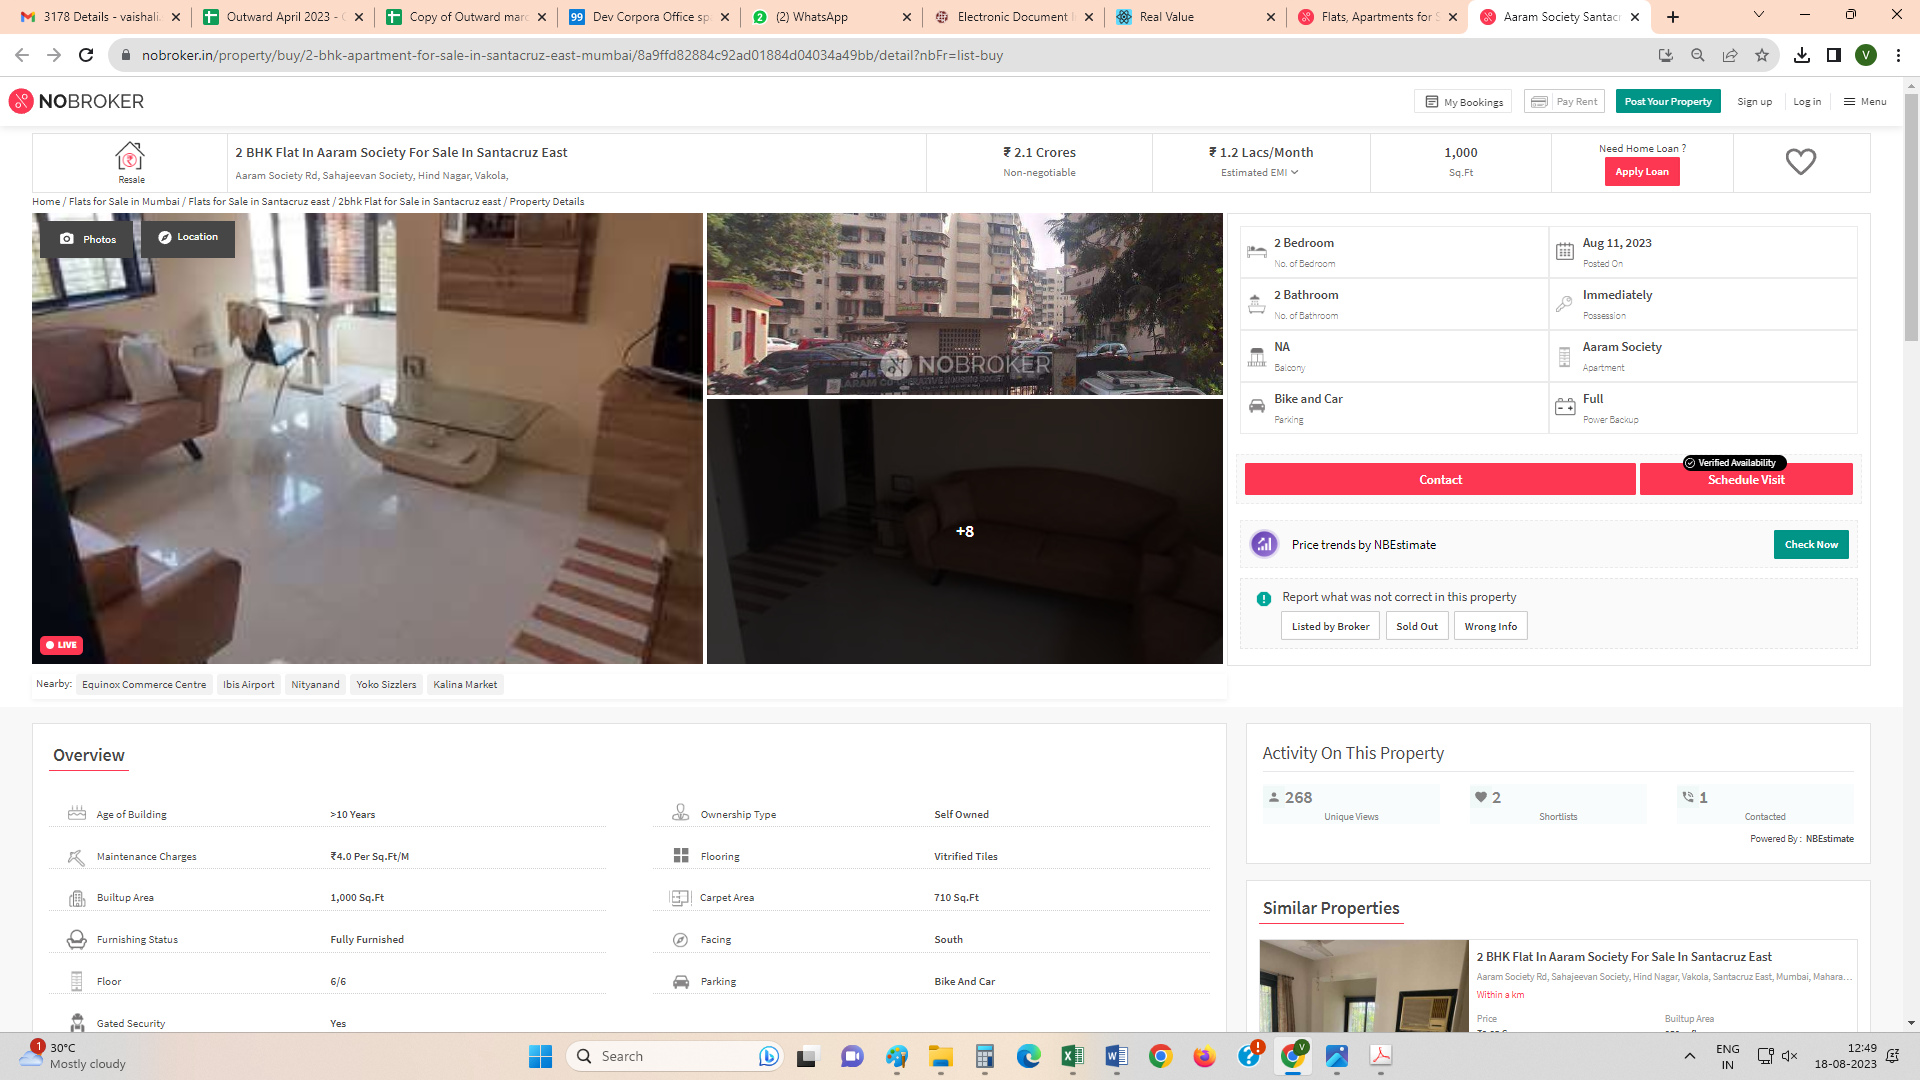 3178 Details - vaishali.
Outward April 2023 -
Copy of Outward mar
Dev Corpora Office sp
(2) WhatsApp
Electronic Document
Real Value
Flats, Apartments for S
Aaram Society Santacr
nobroker.in/property/buy/2-bhk-apartment-for-sale-in-santacruz-east-mumbai/8a9ffd82884c92ad01884d04034a49bb/detail?nbFr=list-buy
V
NOBROKER
My Bookings
Pay Rent
Post Your Property
Sign up
Log in
Menu
Resale
2 BHK Flat In Aaram Society For Sale In Santacruz East
Aaram Society Rd, Sahajeevan Society, Hind Nagar, Vakola,
₹ 2.1 Crores
Non-negotiable
₹ 1.2 Lacs/Month
Estimated EMI
1,000
Sq.Ft
Need Home Loan ?
Apply Loan
Home / Flats for Sale in Mumbai / Flats for Sale in Santacruz east / 2bhk Flat for Sale in Santacruz east / Property Details
Photos
Location
NOBROKER
+8
LIVE
2 Bedroom
No. of Bedroom
Aug 11, 2023
Posted On
2 Bathroom
No. of Bathroom
Immediately
Possession
NA
Balcony
Aaram Society
Apartment
Bike and Car
Parking
Full
Power Backup
Contact
Verified Availability
Schedule Visit
Price trends by NBEstimate
Check Now
Report what was not correct in this property
Listed by Broker
Sold Out
Wrong Info
Nearby:
Equinox Commerce Centre
Ibis Airport
Nityanand
Yoko Sizzlers
Kalina Market
Overview
Age of Building >10 Years
Ownership Type Self Owned
Maintenance Charges ₹4.0 Per Sq.Ft/M
Flooring Vitrified Tiles
Builtup Area 1,000 Sq.Ft
Carpet Area 710 Sq.Ft
Furnishing Status Fully Furnished
Facing South
Floor 6/6
Parking Bike And Car
Gated Security Yes
Activity On This Property
268
Unique Views
2
Shortlists
1
Contacted
Powered By : NBEstimate
Similar Properties
2 BHK Flat In Aaram Society For Sale In Santacruz East
Aaram Society Rd, Sahajeevan Society, Hind Nagar, Vakola, Santacruz East, Mumbai, Mahara...
Within a km
Price
Builtup Area
1
30°C
Mostly cloudy
Search
ENG
IN
12:49
18-08-2023